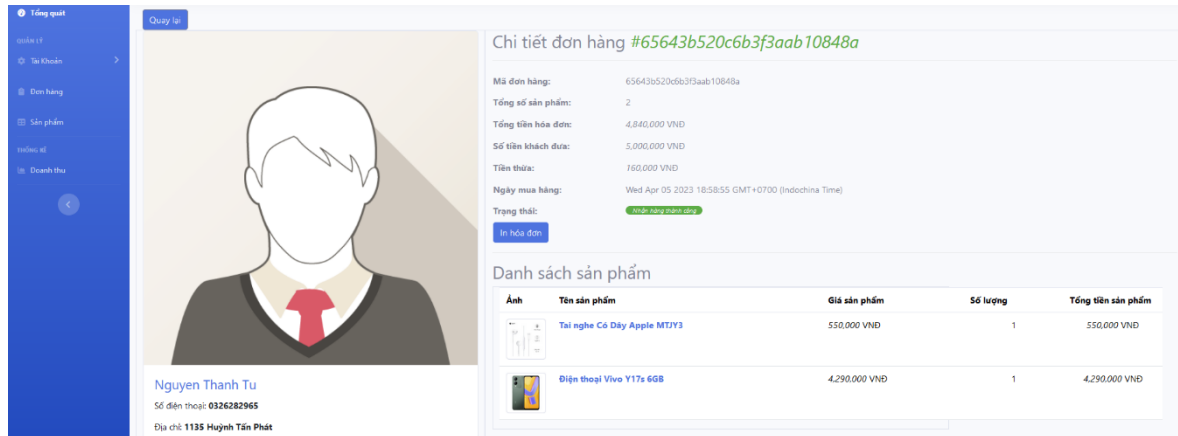 Tổng quát
QUẢN LÝ
Tài Khoản
Đơn hàng
Sản phẩm
THỐNG KÊ
Doanh thu
Quay lại
Nguyen Thanh Tu
Số điện thoại: 0326282965
Địa chỉ: 1135 Huỳnh Tấn Phát
Chi tiết đơn hàng #65643b520c6b3f3aab10848a
Mã đơn hàng: 65643b520c6b3f3aab10848a
Tổng số sản phẩm: 2
Tổng tiền hóa đơn: 4,840,000 VNĐ
Số tiền khách đưa: 5,000,000 VNĐ
Tiền thừa: 160,000 VNĐ
Ngày mua hàng: Wed Apr 05 2023 18:58:55 GMT+0700 (Indochina Time)
Trạng thái: Nhận hàng thành công
In hóa đơn
Danh sách sản phẩm
Ảnh Tên sản phẩm Giá sản phẩm Số lượng Tổng tiền sản phẩm
Tai nghe Có Dây Apple MTJY3 550,000 VNĐ 1 550,000 VNĐ
Điện thoại Vivo Y17s 6GB 4,290,000 VNĐ 1 4,290,000 VNĐ